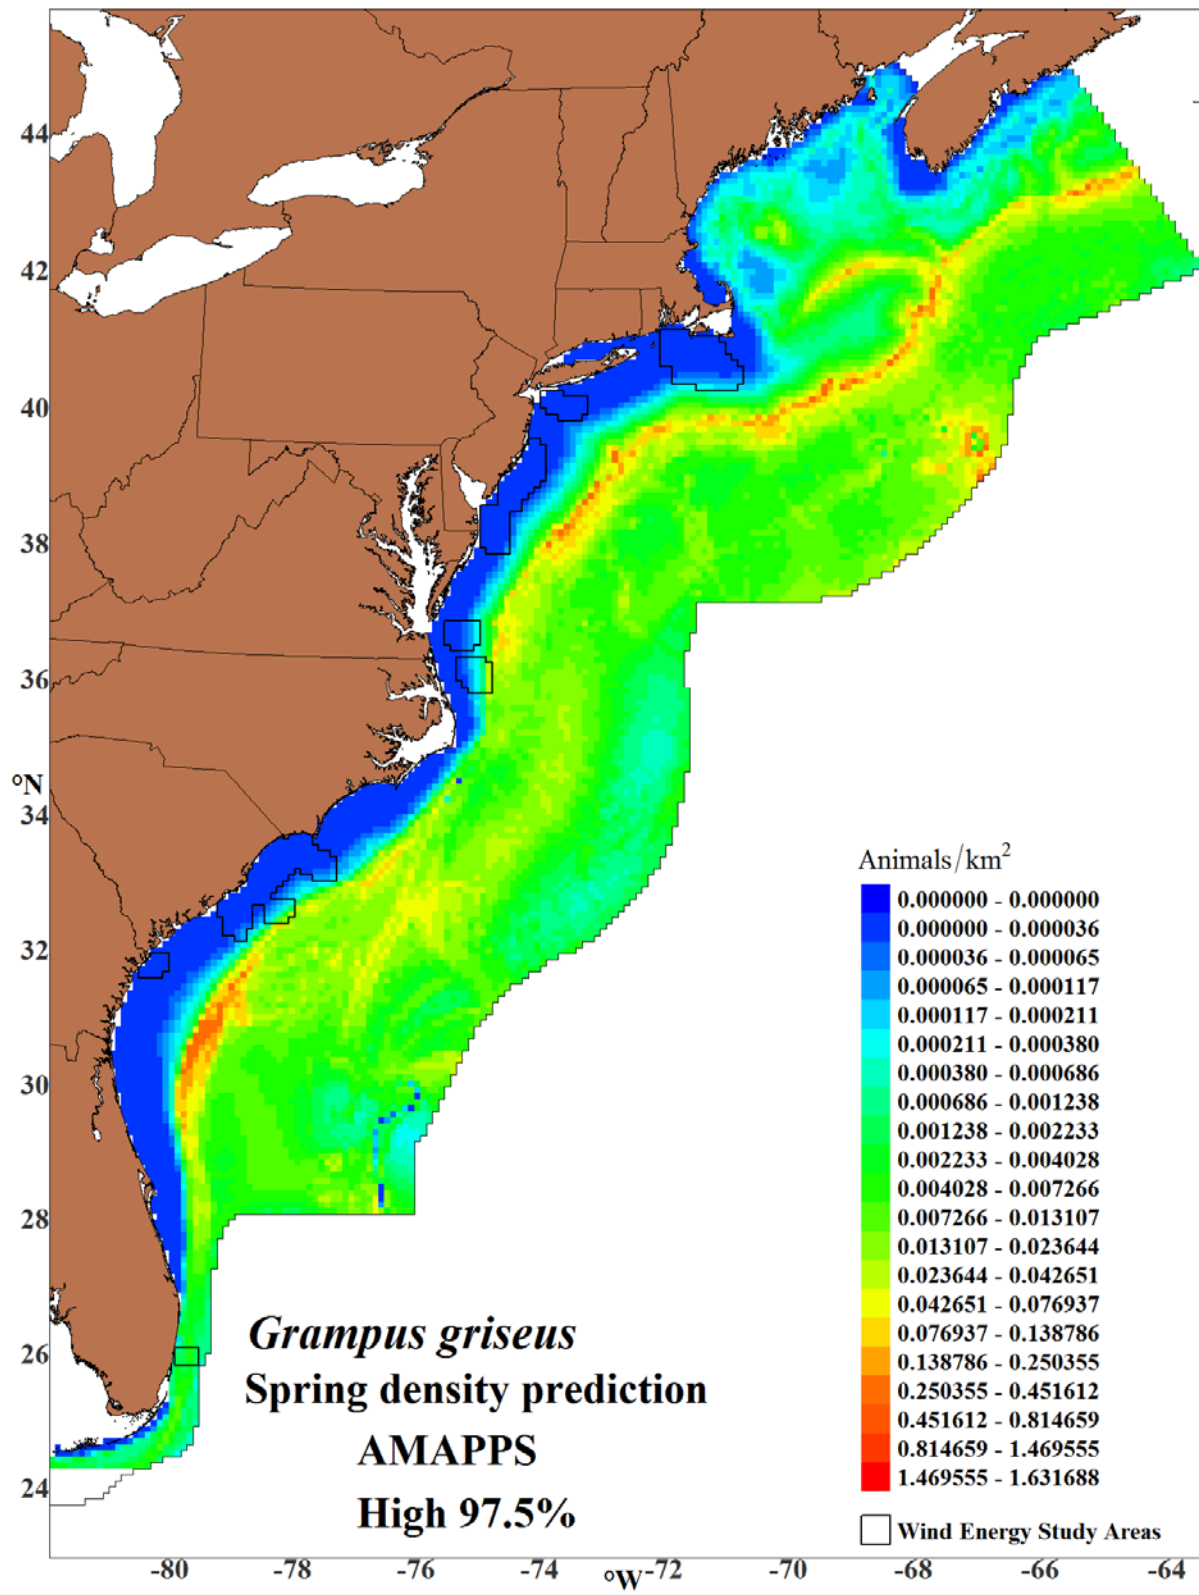 44
42
40
38
36
°N
34
32
30
28
26
24
Animals/km²
0.000000 - 0.000000
0.000000 - 0.000036
0.000036 - 0.000065
0.000065 - 0.000117
0.000117 - 0.000211
0.000211 - 0.000380
0.000380 - 0.000686
0.000686 - 0.001238
0.001238 - 0.002233
0.002233 - 0.004028
0.004028 - 0.007266
0.007266 - 0.013107
0.013107 - 0.023644
0.023644 - 0.042651
0.042651 - 0.076937
0.076937 - 0.138786
0.138786 - 0.250355
0.250355 - 0.451612
0.451612 - 0.814659
0.814659 - 1.469555
1.469555 - 1.631688
Wind Energy Study Areas
Grampus griseus
Spring density prediction
AMAPPS
High 97.5%
-80 -78 -76 -74 °W -72 -70 -68 -66 -64